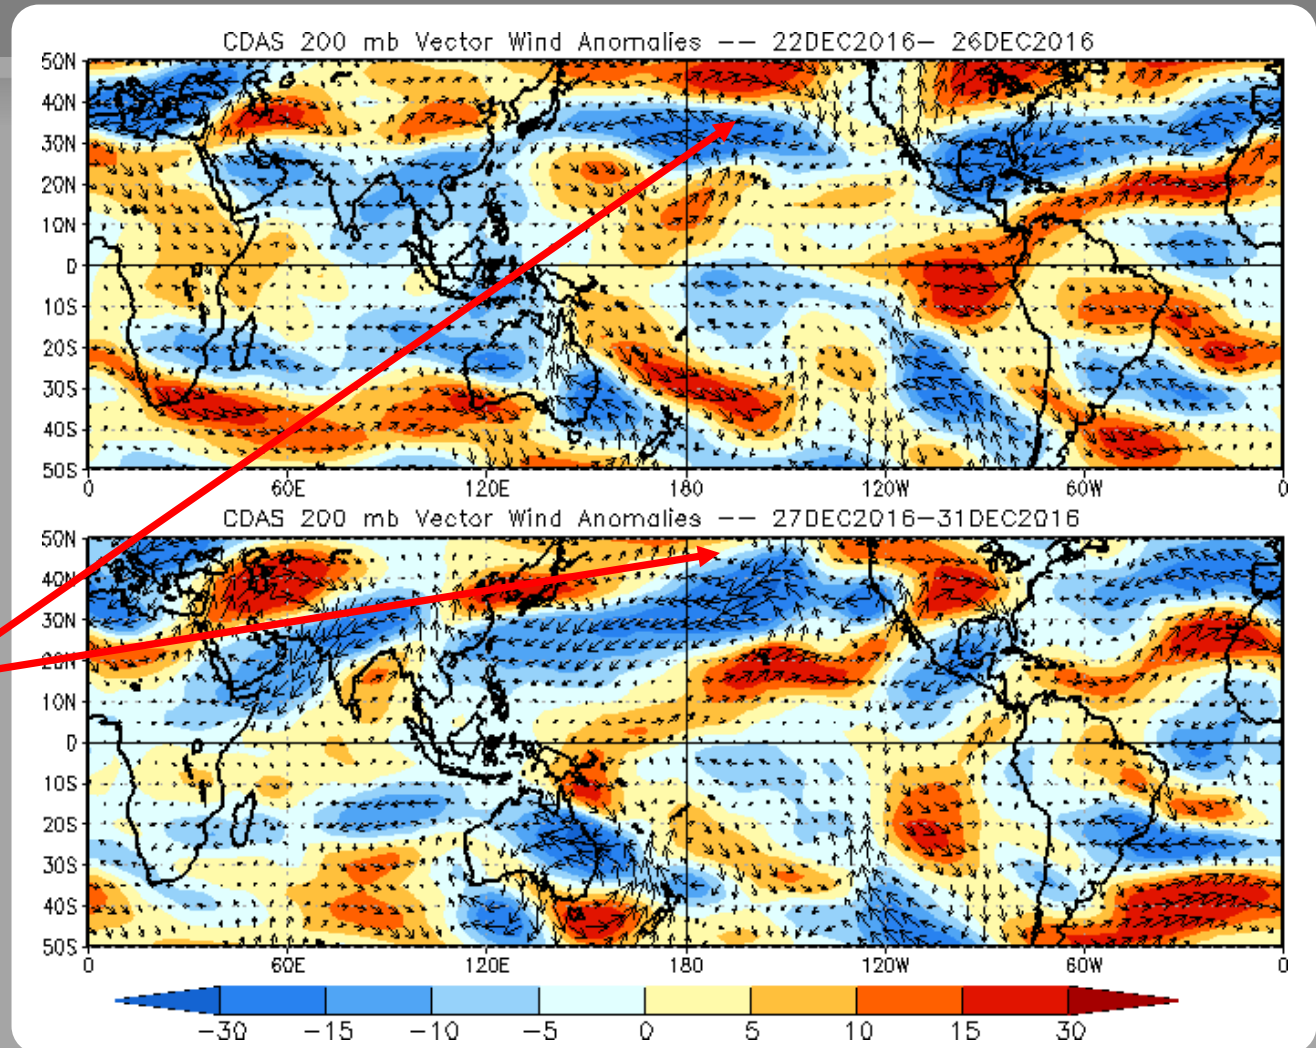 CDAS 200 mb Vector Wind Anomalies -- 22DEC2016- 26DEC2016
50N
40N
30N
20N
10N
0
10S
20S
30S
40S
50S
0 60E 120E 180 120W 60W 0
CDAS 200 mb Vector Wind Anomalies -- 27DEC2016-31DEC2016
50N
40N
30N
20N
10N
0
10S
20S
30S
40S
50S
0 60E 120E 180 120W 60W 0
-30 -15 -10 -5 0 5 10 15 30